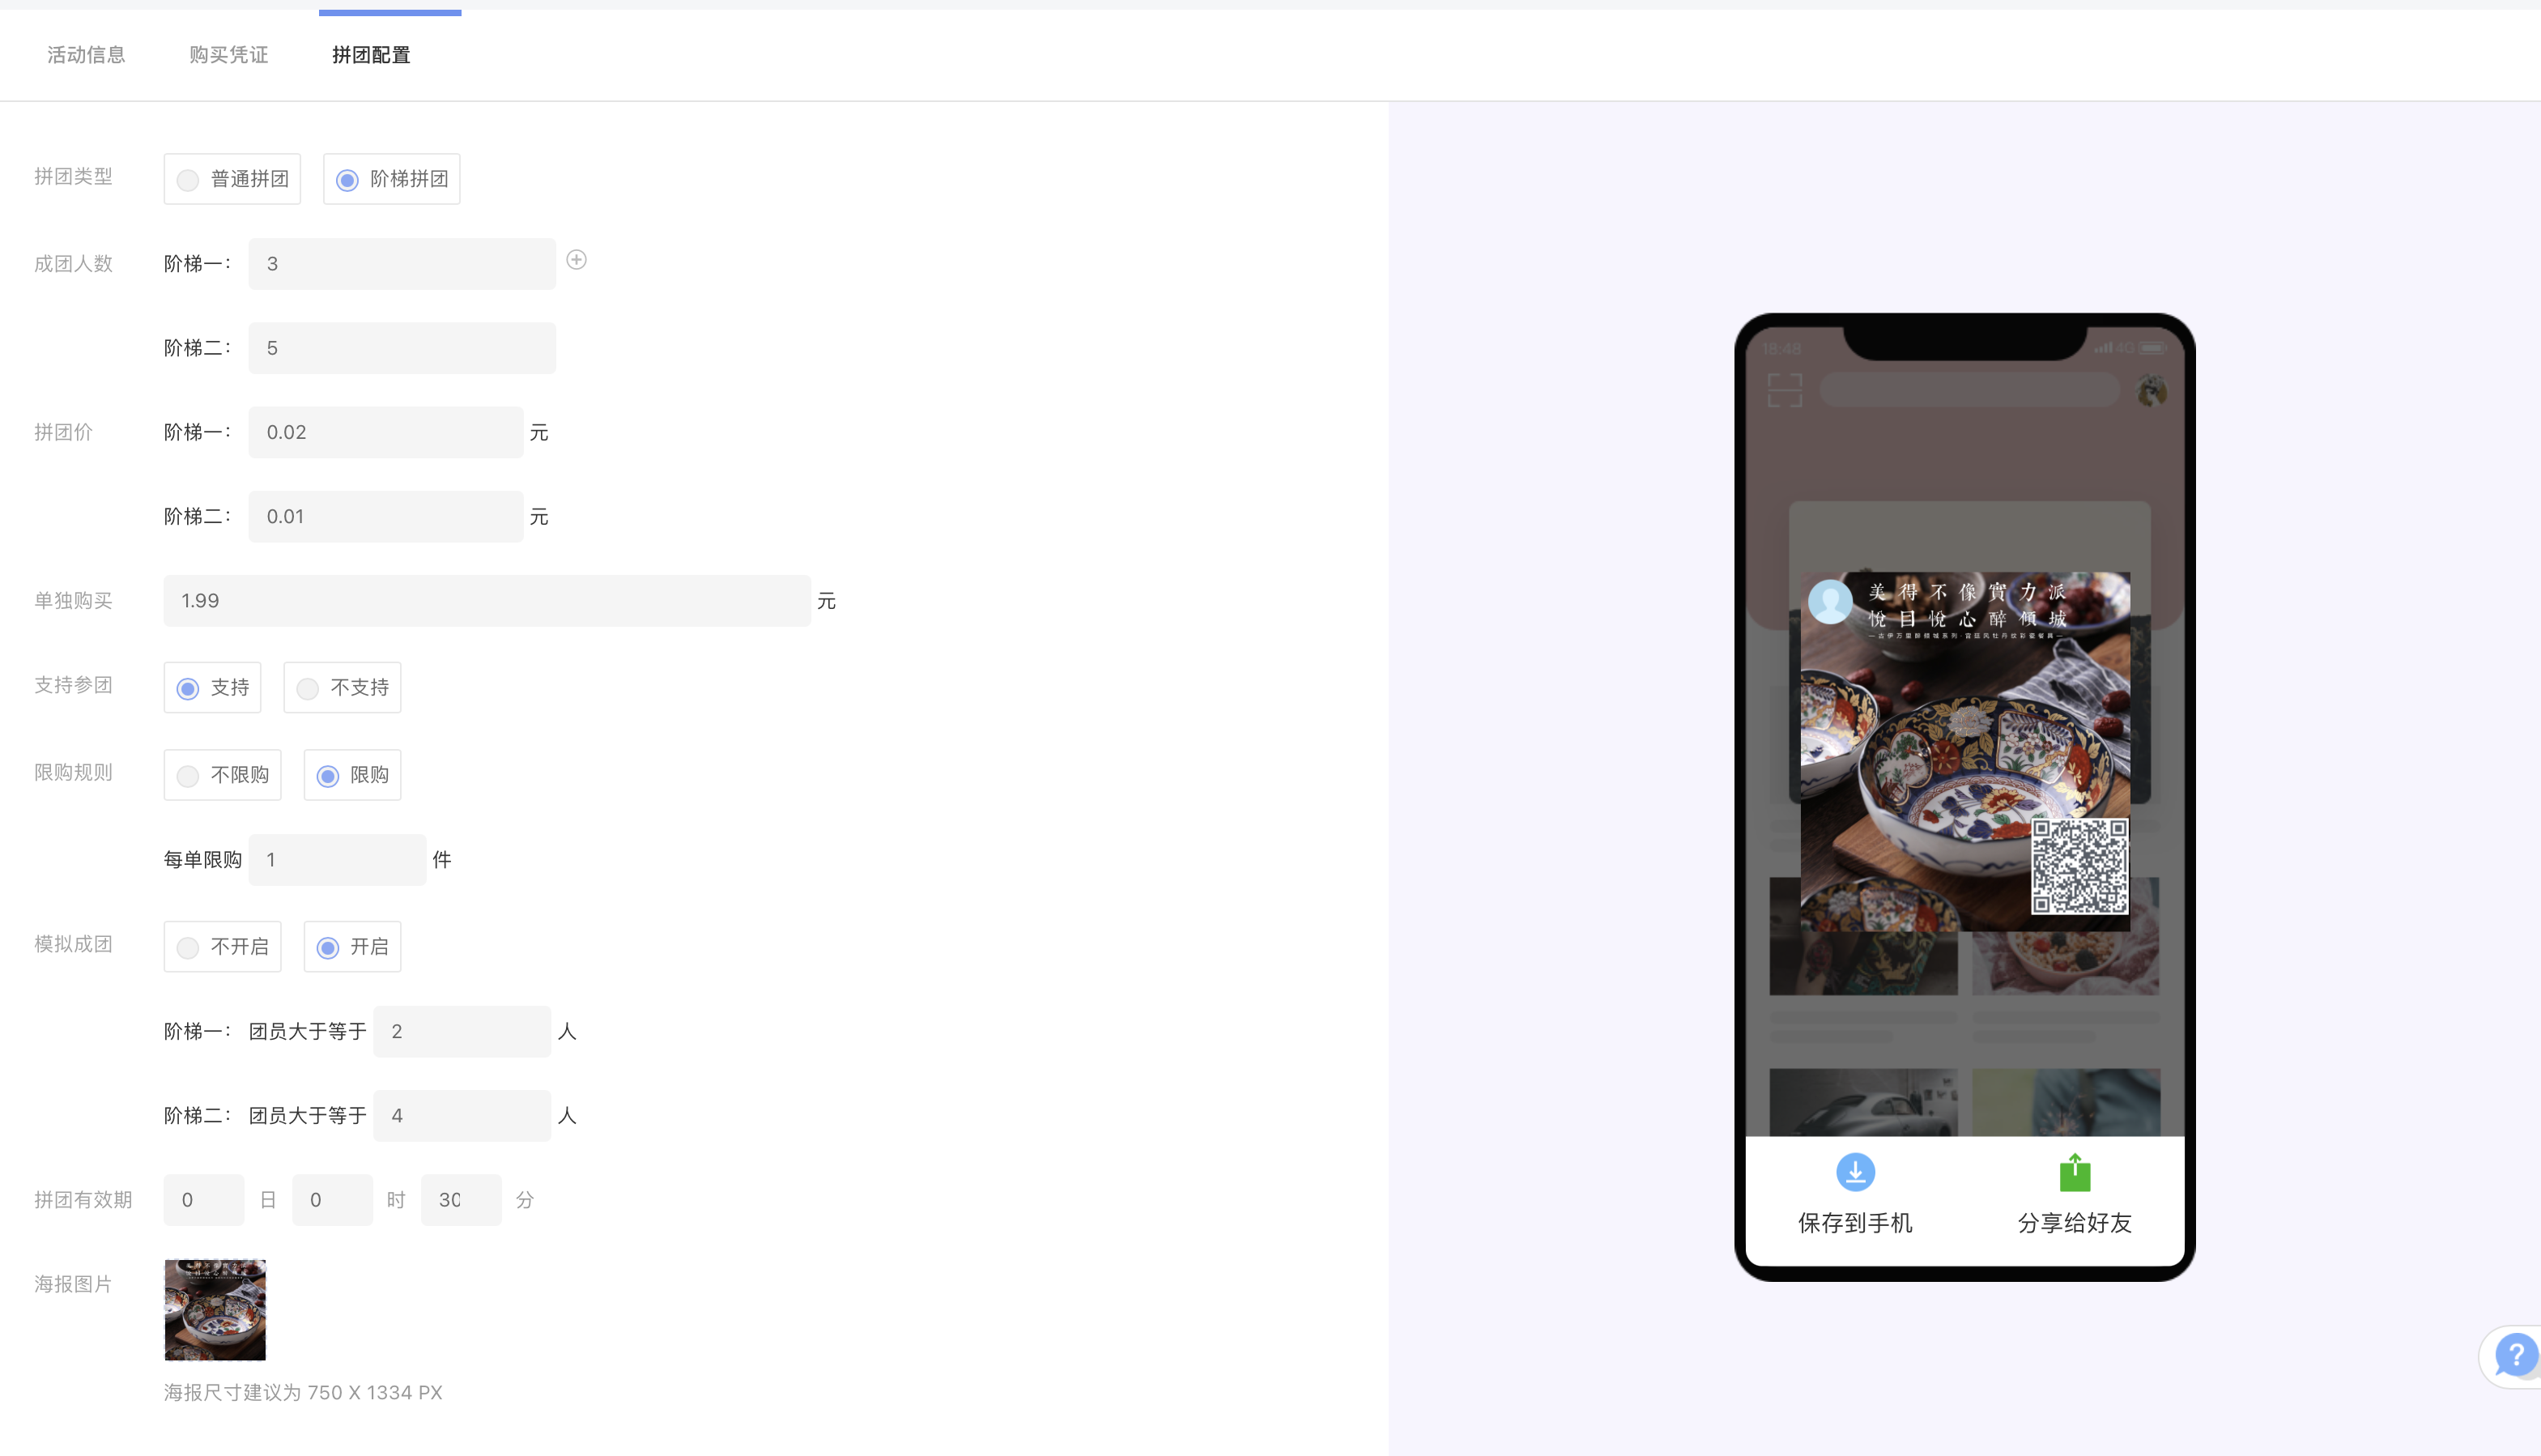 活动信息 购买凭证 拼团配置
拼团类型 普通拼团 阶梯拼团
成团人数 阶梯一： 3
阶梯二： 5
拼团价 阶梯一： 0.02 元
阶梯二： 0.01 元
单独购买 1.99 元
支持参团 支持 不支持
限购规则 不限购 限购
每单限购 1 件
模拟成团 不开启 开启
阶梯一： 团员大于等于 2 人
阶梯二： 团员大于等于 4 人
拼团有效期 0 日 0 时 30 分
海报图片
海报尺寸建议为 750 X 1334 PX
18:48 4G
美得不像實力派
悅目悅心醉傾城
保存到手机 分享给好友
?